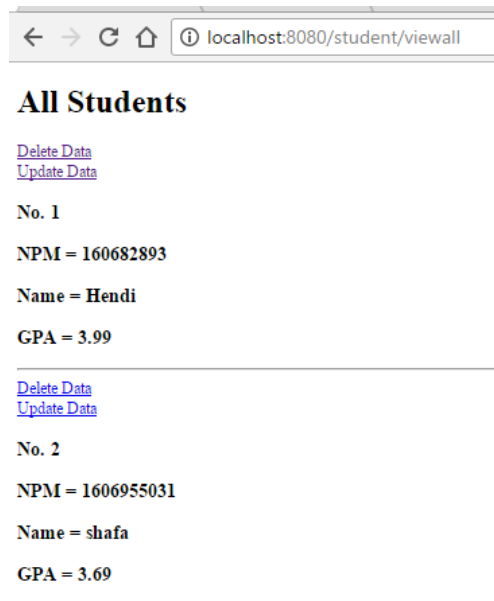 localhost:8080/student/viewall
All Students
Delete Data
Update Data
No. 1
NPM = 160682893
Name = Hendi
GPA = 3.99
Delete Data
Update Data
No. 2
NPM = 1606955031
Name = shafa
GPA = 3.69